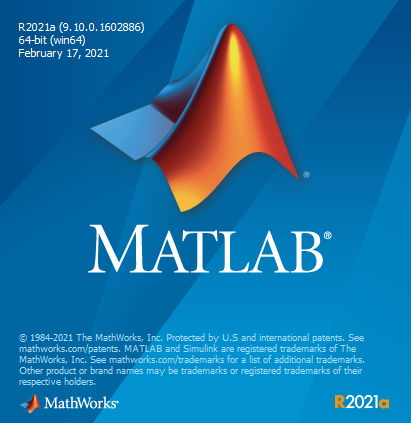 R2021a (9.10.0.1602886)
64-bit (win64)
February 17, 2021
®
MATLAB®
© 1984-2021 The MathWorks, Inc. Protected by U.S and international patents. See
mathworks.com/patents. MATLAB and Simulink are registered trademarks of The
MathWorks, Inc. See mathworks.com/trademarks for a list of additional trademarks.
Other product or brand names may be trademarks or registered trademarks of their
respective holders.
MathWorks®
R2021a